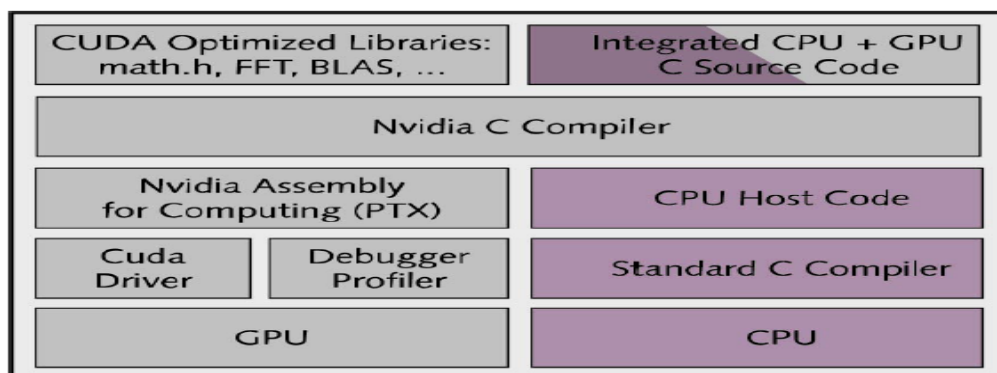 CUDA Optimized Libraries:
math.h, FFT, BLAS, ...
Integrated CPU + GPU
C Source Code
Nvidia C Compiler
Nvidia Assembly
for Computing (PTX)
CPU Host Code
Cuda
Driver
Debugger
Profiler
Standard C Compiler
GPU
CPU